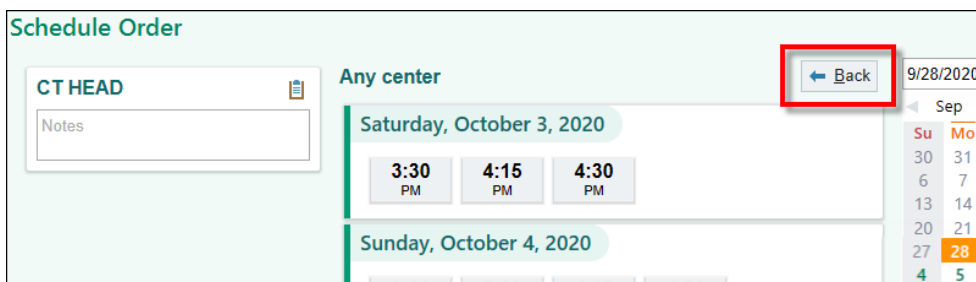 Schedule Order
CT HEAD
Notes
Any center
Back
Saturday, October 3, 2020
3:30
PM
4:15
PM
4:30
PM
Sunday, October 4, 2020
9/28/2020
Sep
Su Mo
30 31
6 7
13 14
20 21
27 28
4 5